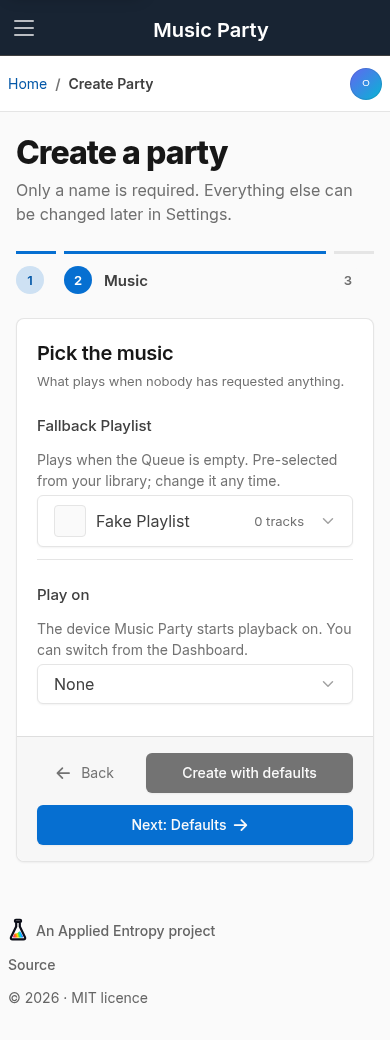 Music Party
Home / Create Party
Create a party
Only a name is required. Everything else can
be changed later in Settings.
1 2 Music 3
Pick the music
What plays when nobody has requested anything.
Fallback Playlist
Plays when the Queue is empty. Pre-selected
from your library; change it any time.
Fake Playlist 0 tracks
Play on
The device Music Party starts playback on. You
can switch from the Dashboard.
None
← Back Create with defaults
Next: Defaults →
An Applied Entropy project
Source
© 2026 · MIT licence